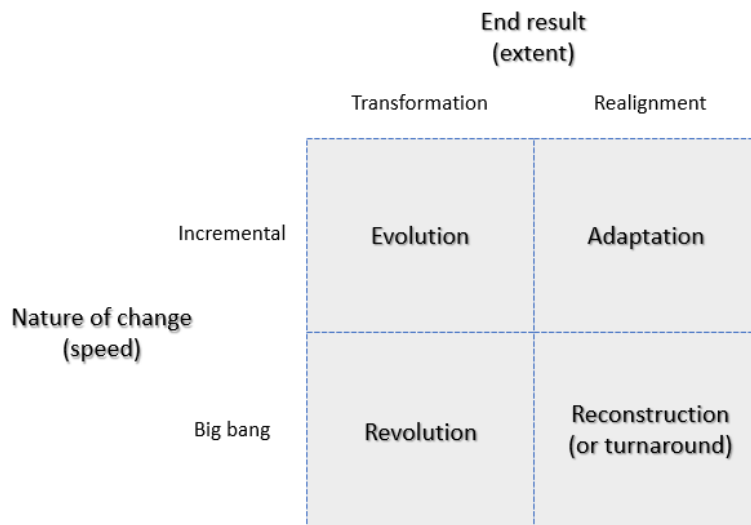 End result
(extent)
Transformation
Realignment
Incremental
Evolution
Adaptation
Nature of change
(speed)
Big bang
Revolution
Reconstruction
(or turnaround)